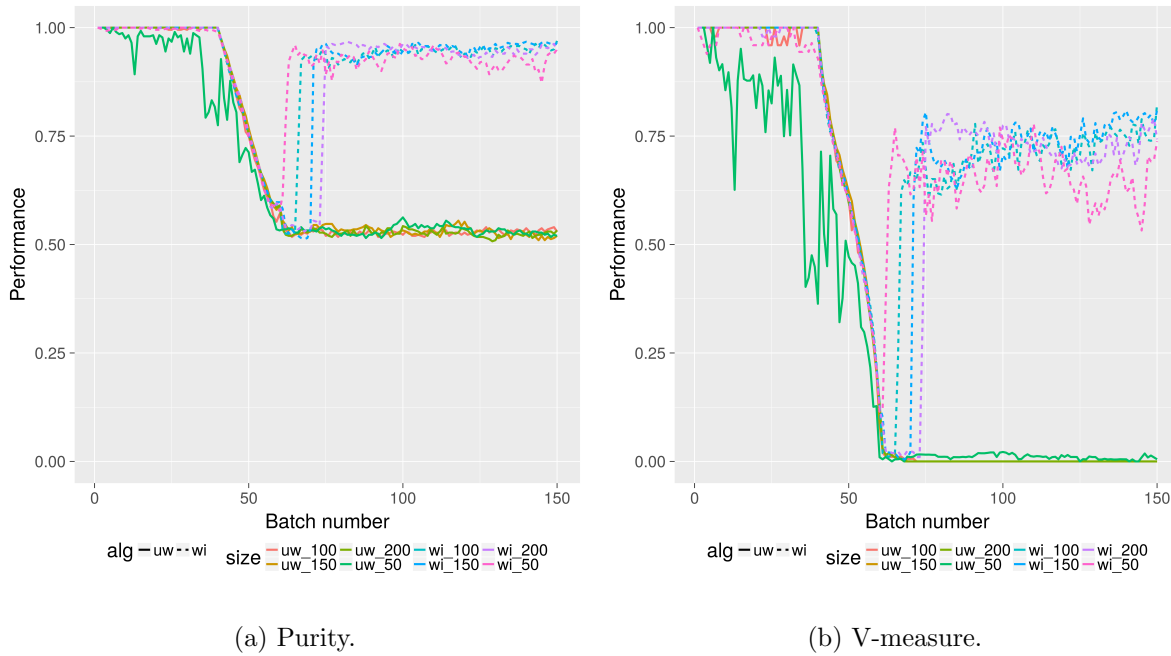 1.00
0.75
0.50
0.25
0.00
Performance
0 50 100 150
Batch number
alg uw wi size uw_100 uw_200 wi_100 wi_200
uw_150 uw_50 wi_150 wi_50
(a) Purity.
1.00
0.75
0.50
0.25
0.00
Performance
0 50 100 150
Batch number
alg uw wi size uw_100 uw_200 wi_100 wi_200
uw_150 uw_50 wi_150 wi_50
(b) V-measure.